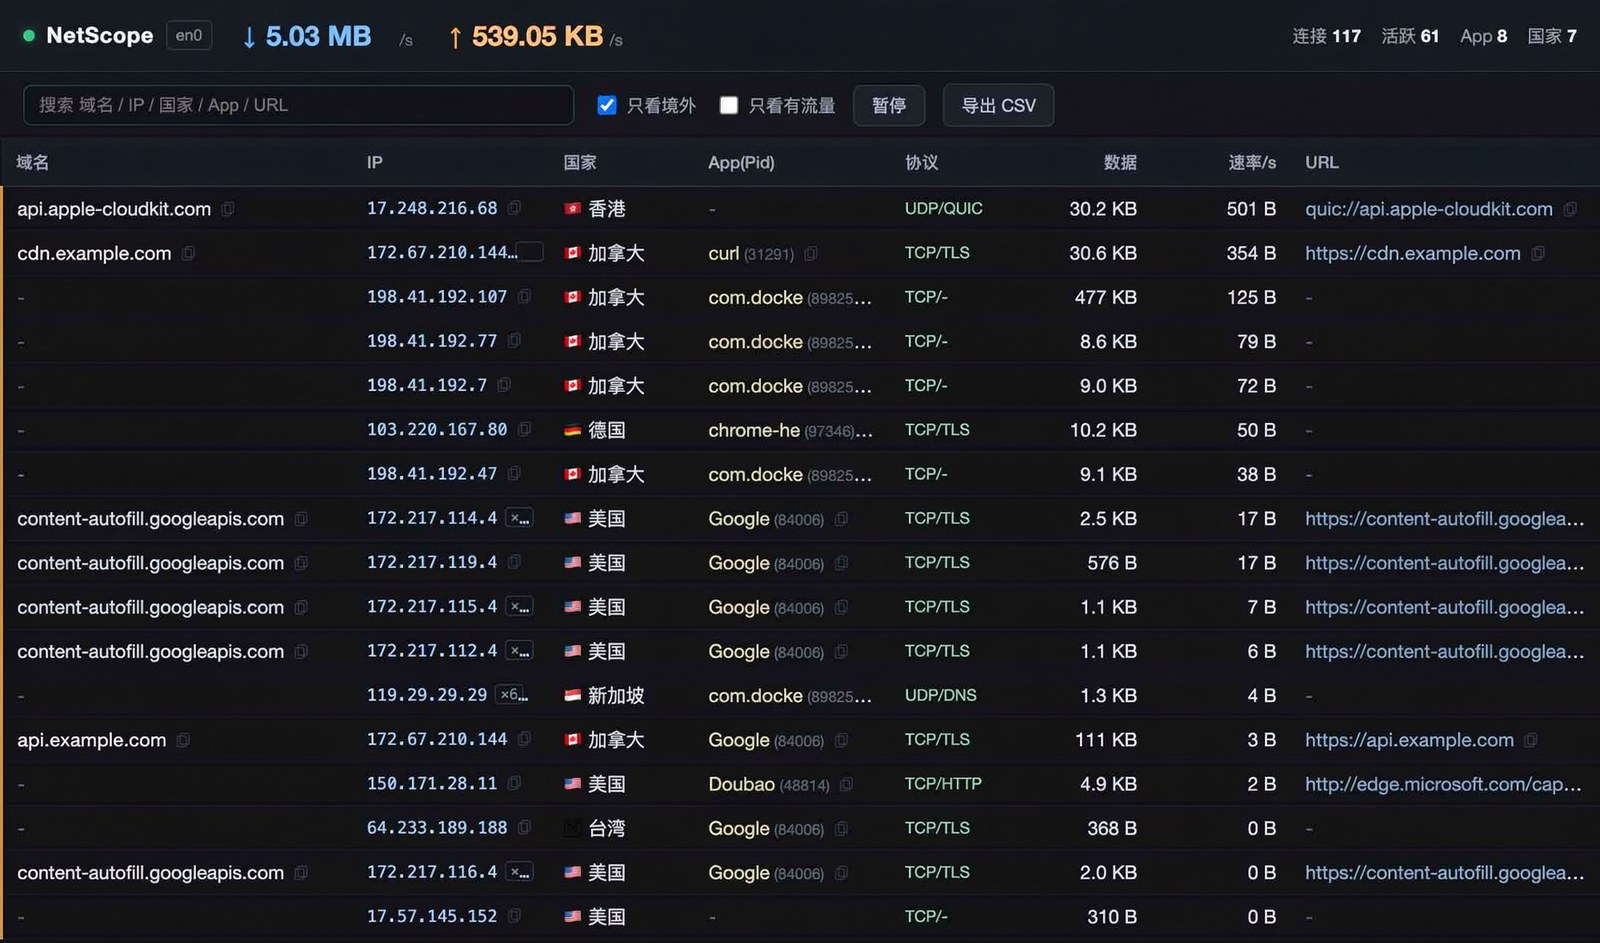 NetScope en0 ↓ 5.03 MB /s ↑ 539.05 KB /s 连接 117 活跃 61 App 8 国家 7
搜索 域名 / IP / 国家 / App / URL 只看境外 只看有流量 暂停 导出 CSV
域名 IP 国家 App(Pid) 协议 数据 速率/s URL
api.apple-cloudkit.com 17.248.216.68 香港 - UDP/QUIC 30.2 KB 501 B quic://api.apple-cloudkit.com
cdn.example.com 172.67.210.144… 加拿大 curl (31291) TCP/TLS 30.6 KB 354 B https://cdn.example.com
- 198.41.192.107 加拿大 com.docke (89825… TCP/- 477 KB 125 B -
- 198.41.192.77 加拿大 com.docke (89825… TCP/- 8.6 KB 79 B -
- 198.41.192.7 加拿大 com.docke (89825… TCP/- 9.0 KB 72 B -
- 103.220.167.80 德国 chrome-he (97346)… TCP/TLS 10.2 KB 50 B -
- 198.41.192.47 加拿大 com.docke (89825… TCP/- 9.1 KB 38 B -
content-autofill.googleapis.com 172.217.114.4 ×… 美国 Google (84006) TCP/TLS 2.5 KB 17 B https://content-autofill.googlea…
content-autofill.googleapis.com 172.217.119.4 美国 Google (84006) TCP/TLS 576 B 17 B https://content-autofill.googlea…
content-autofill.googleapis.com 172.217.115.4 ×… 美国 Google (84006) TCP/TLS 1.1 KB 7 B https://content-autofill.googlea…
content-autofill.googleapis.com 172.217.112.4 ×… 美国 Google (84006) TCP/TLS 1.1 KB 6 B https://content-autofill.googlea…
- 119.29.29.29 ×6… 新加坡 com.docke (89825… UDP/DNS 1.3 KB 4 B -
api.example.com 172.67.210.144 加拿大 Google (84006) TCP/TLS 111 KB 3 B https://api.example.com
- 150.171.28.11 美国 Doubao (48814) TCP/HTTP 4.9 KB 2 B http://edge.microsoft.com/cap…
- 64.233.189.188 台湾 Google (84006) TCP/TLS 368 B 0 B -
content-autofill.googleapis.com 172.217.116.4 ×… 美国 Google (84006) TCP/TLS 2.0 KB 0 B https://content-autofill.googlea…
- 17.57.145.152 美国 - TCP/- 310 B 0 B -